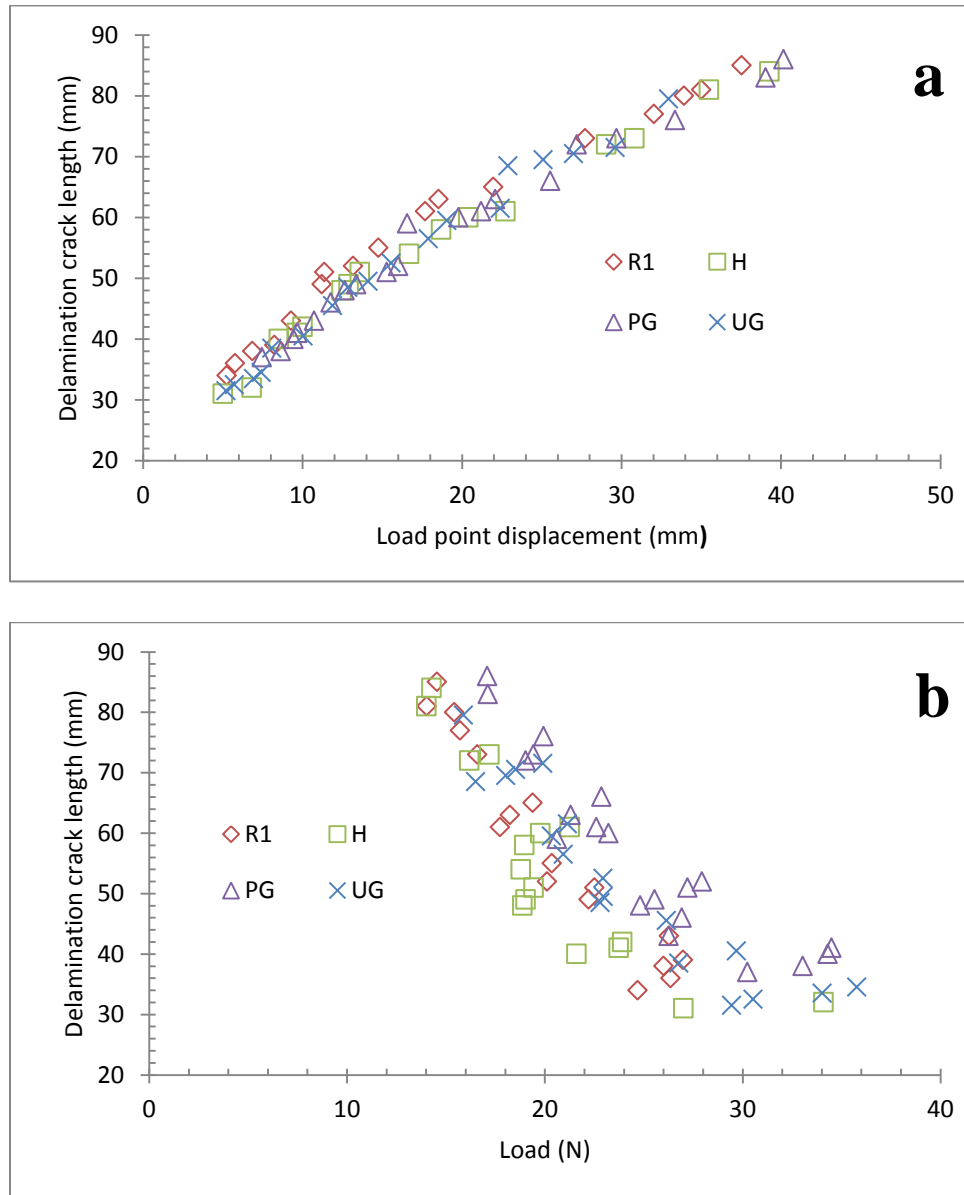 a
90
80
70
60
50
40
30
20
Delamination crack length (mm)
R1 H
PG UG
0 10 20 30 40 50
Load point displacement (mm)
b
90
80
70
60
50
40
30
20
Delamination crack length (mm)
R1 H
PG UG
0 10 20 30 40
Load (N)